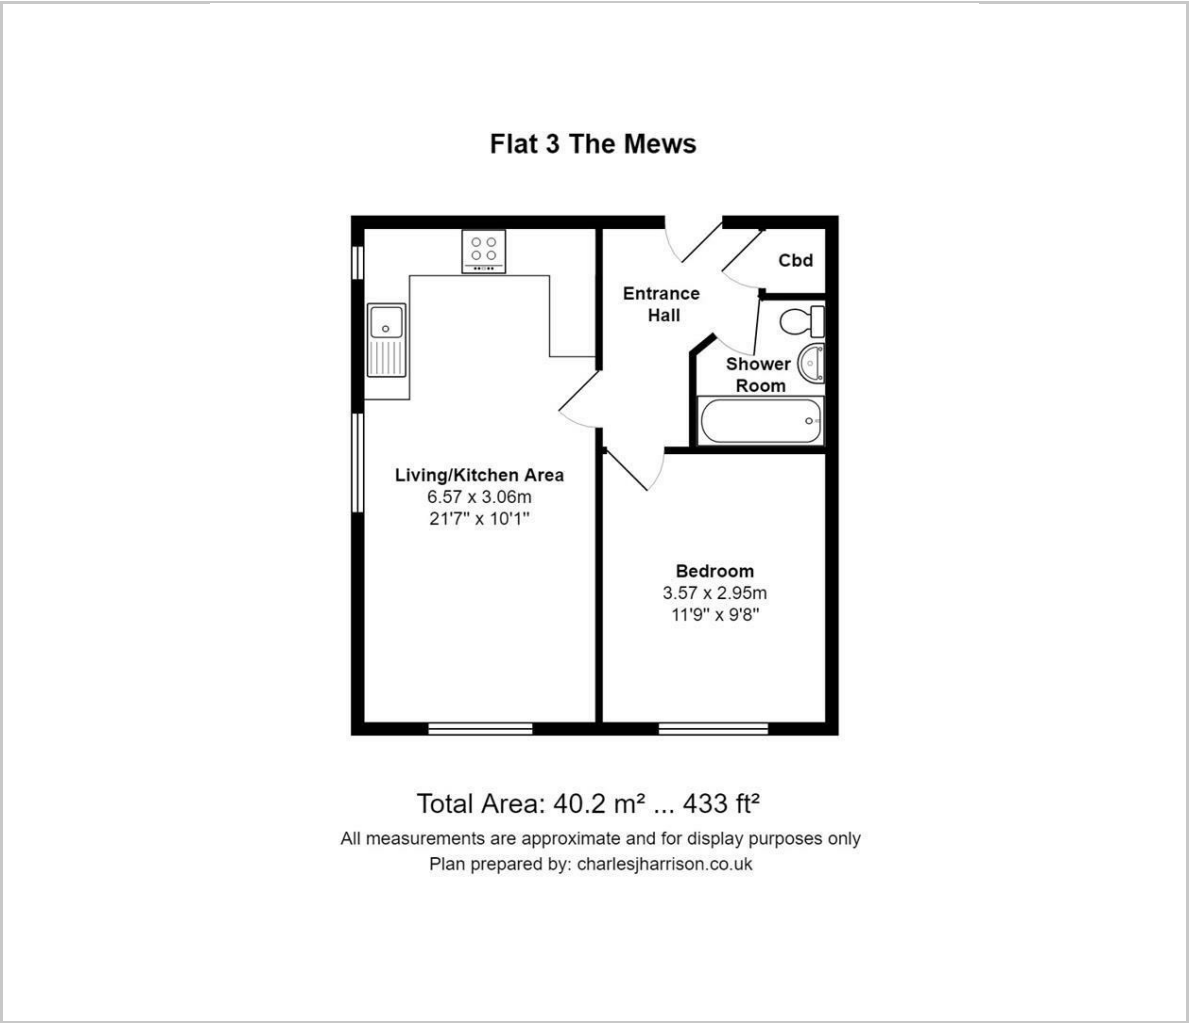 Flat 3 The Mews
Cbd
Entrance
Hall
Shower
Room
Living/Kitchen Area
6.57 x 3.06m
21'7" x 10'1"
Bedroom
3.57 x 2.95m
11'9" x 9'8"
Total Area: 40.2 m² ... 433 ft²
All measurements are approximate and for display purposes only
Plan prepared by: charlesjharrison.co.uk